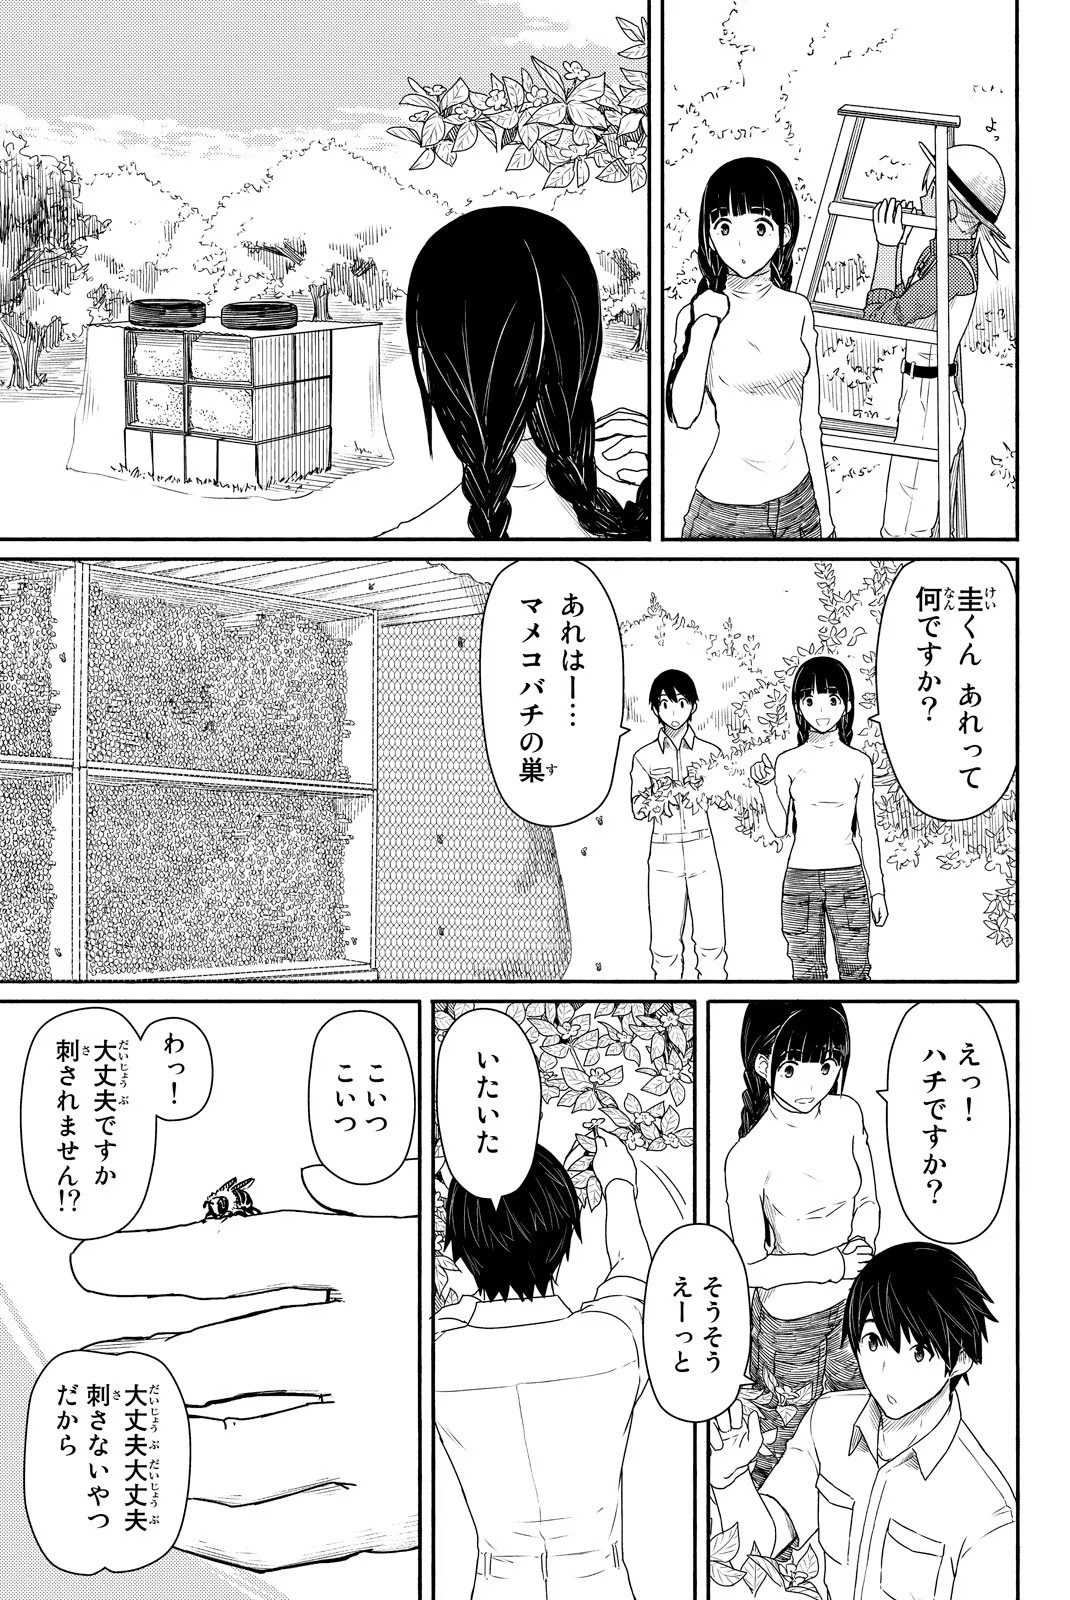 よっ
圭くん あれって
何ですか？
あれはー…
マメコバチの巣
えっ！
ハチですか？
そうそう
えーっと
いたいた
こいつ
こいつ
わっ！
大丈夫ですか
刺されません!?
大丈夫大丈夫
刺さないやつ
だから